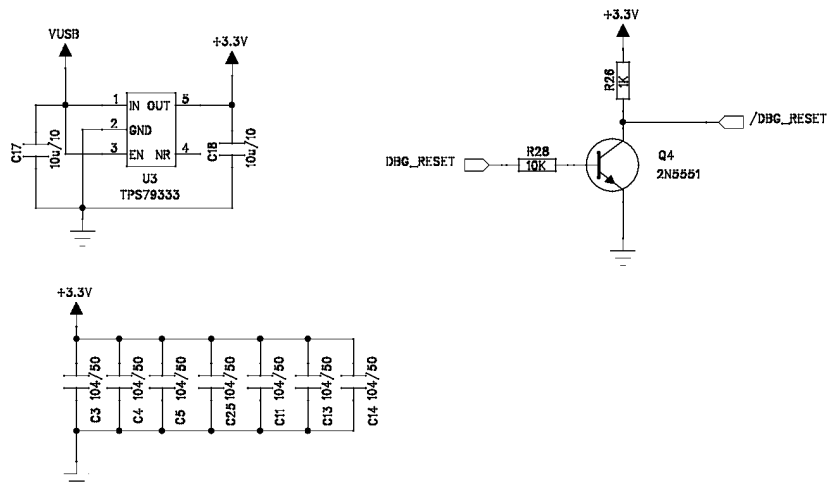 VUSB
+3.3V
1 IN OUT 5
2 GND
3 EN NR 4
C17 10u/10
C18 10u/10
U3
TPS79333
+3.3V
R26 1K
/DBG_RESET
DBG_RESET
R28
10K
Q4
2N5551
+3.3V
C3 104/50
C4 104/50
C5 104/50
C25 104/50
C11 104/50
C13 104/50
C14 104/50